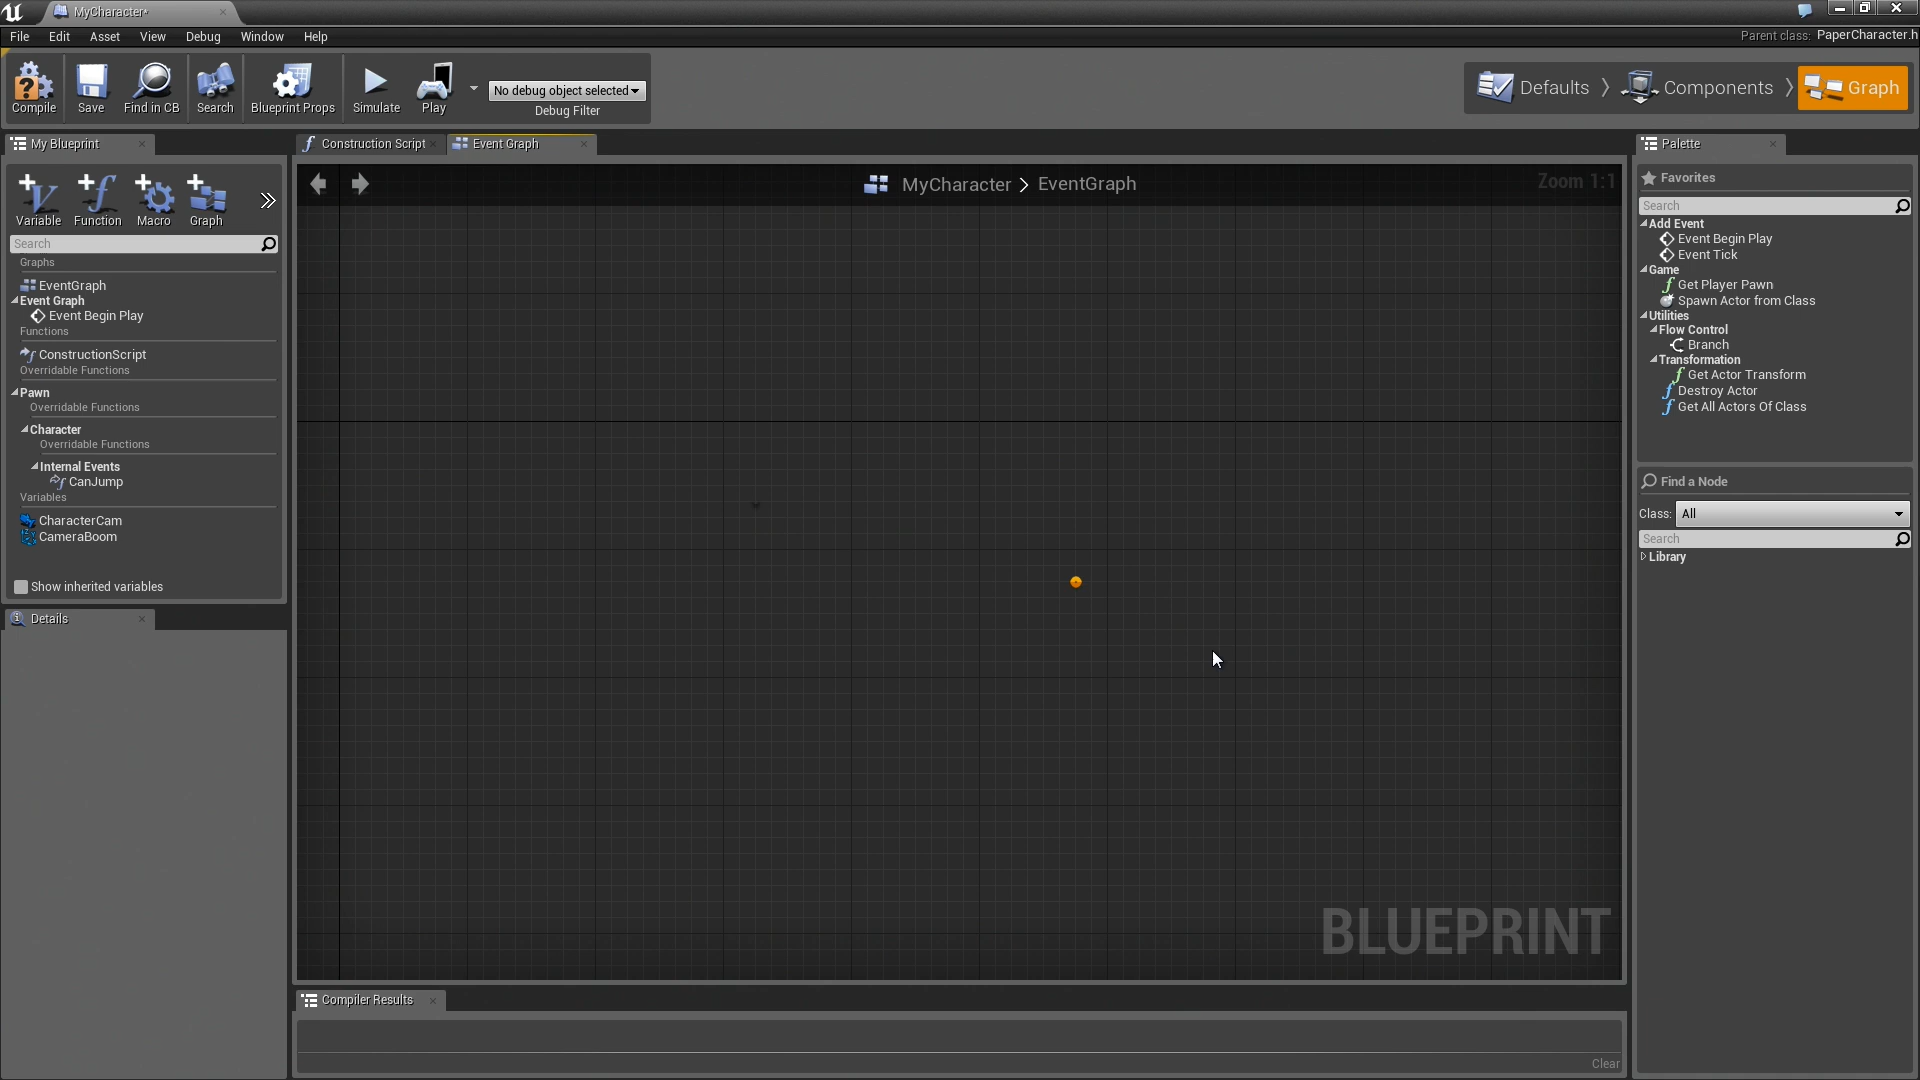 MyCharacter*
File Edit Asset View Debug Window Help
Parent class: PaperCharacter.h
Compile Save Find in CB Search Blueprint Props Simulate Play
No debug object selected
Debug Filter
Defaults Components Graph
My Blueprint
Variable Function Macro Graph
Search
Graphs
EventGraph
Event Graph
Event Begin Play
Functions
ConstructionScript
Overridable Functions
Pawn
Overridable Functions
Character
Overridable Functions
Internal Events
CanJump
Variables
CharacterCam
CameraBoom
Show inherited variables
Details
Construction Script Event Graph
MyCharacter > EventGraph
Zoom 1:1
BLUEPRINT
Compiler Results
Clear
Palette
Favorites
Search
Add Event
Event Begin Play
Event Tick
Game
Get Player Pawn
Spawn Actor from Class
Utilities
Flow Control
Branch
Transformation
Get Actor Transform
Destroy Actor
Get All Actors Of Class
Find a Node
Class: All
Search
Library